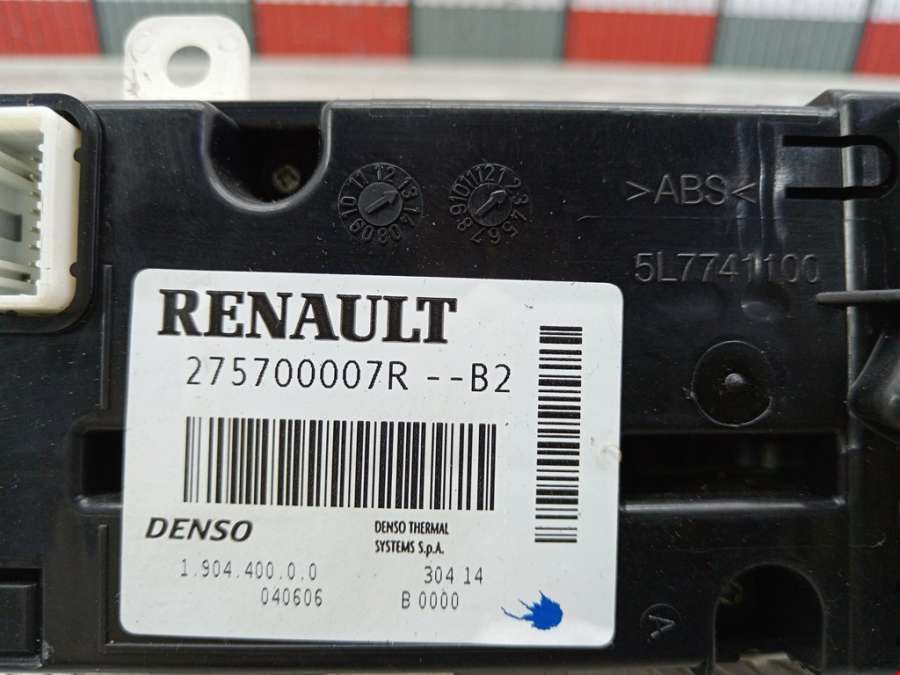 >ABS<
5L7741100
RENAULT
275700007R --B2
DENSO
DENSO THERMAL
SYSTEMS S.p.A.
1.904.400.0.0
304 14
040606
B 0000
A